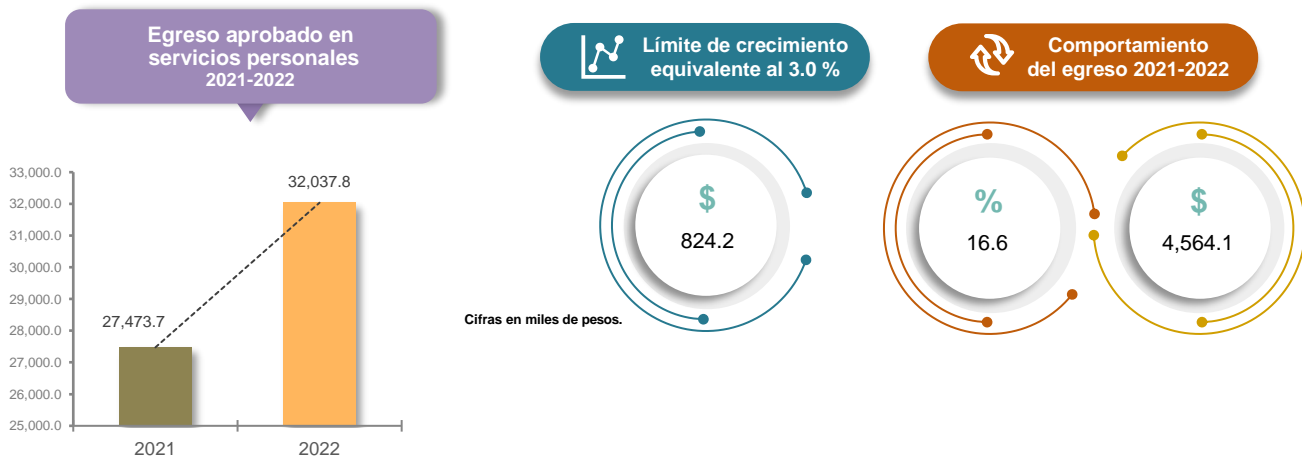 Egreso aprobado en
servicios personales
2021-2022
Límite de crecimiento
equivalente al 3.0 %
Comportamiento
del egreso 2021-2022
33,000.0
32,000.0
31,000.0
30,000.0
29,000.0
28,000.0
27,000.0
26,000.0
25,000.0
27,473.7
32,037.8
2021
2022
$
824.2
%
16.6
$
4,564.1
Cifras en miles de pesos.